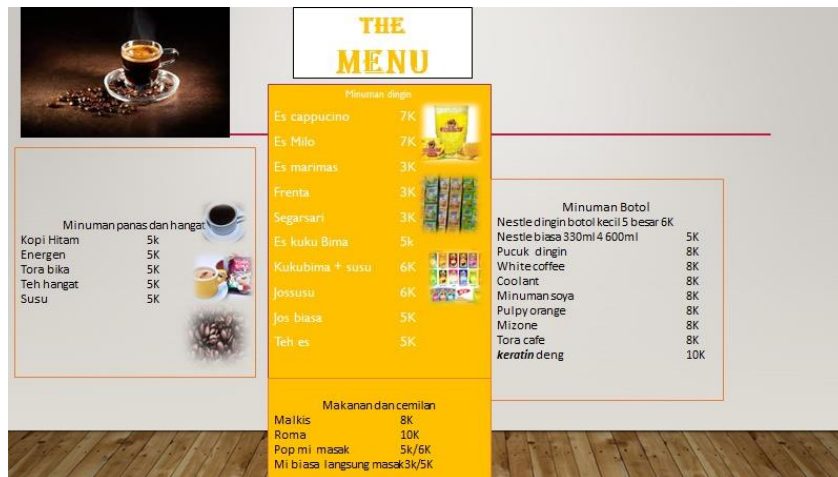 THE
MENU
Minuman panas dan hangat
Kopi Hitam 5k
Energen 5K
Tora bika 5K
Teh hangat 5K
Susu 5K
Minuman dingin
Es cappucino 7K
Es Milo 7K
Es marimas 3K
Frenta 3K
Segarsari 3K
Es kuku Bima 5k
Kukubima + susu 6K
Jossusu 6K
Jos biasa 5K
Teh es 5K
Makanan dan cemilan
Malkis 8K
Roma 10K
Pop mi masak 5k/6K
Mi biasa langsung masak 3k/5K
Minuman Botol
Nestle dingin botol kecil 5 besar 6K
Nestle biasa 330ml 4 600ml 5K
Pucuk dingin 8K
White coffee 8K
Coolant 8K
Minuman soya 8K
Pulpy orange 8K
Mizone 8K
Tora cafe 8K
keratin deng 10K